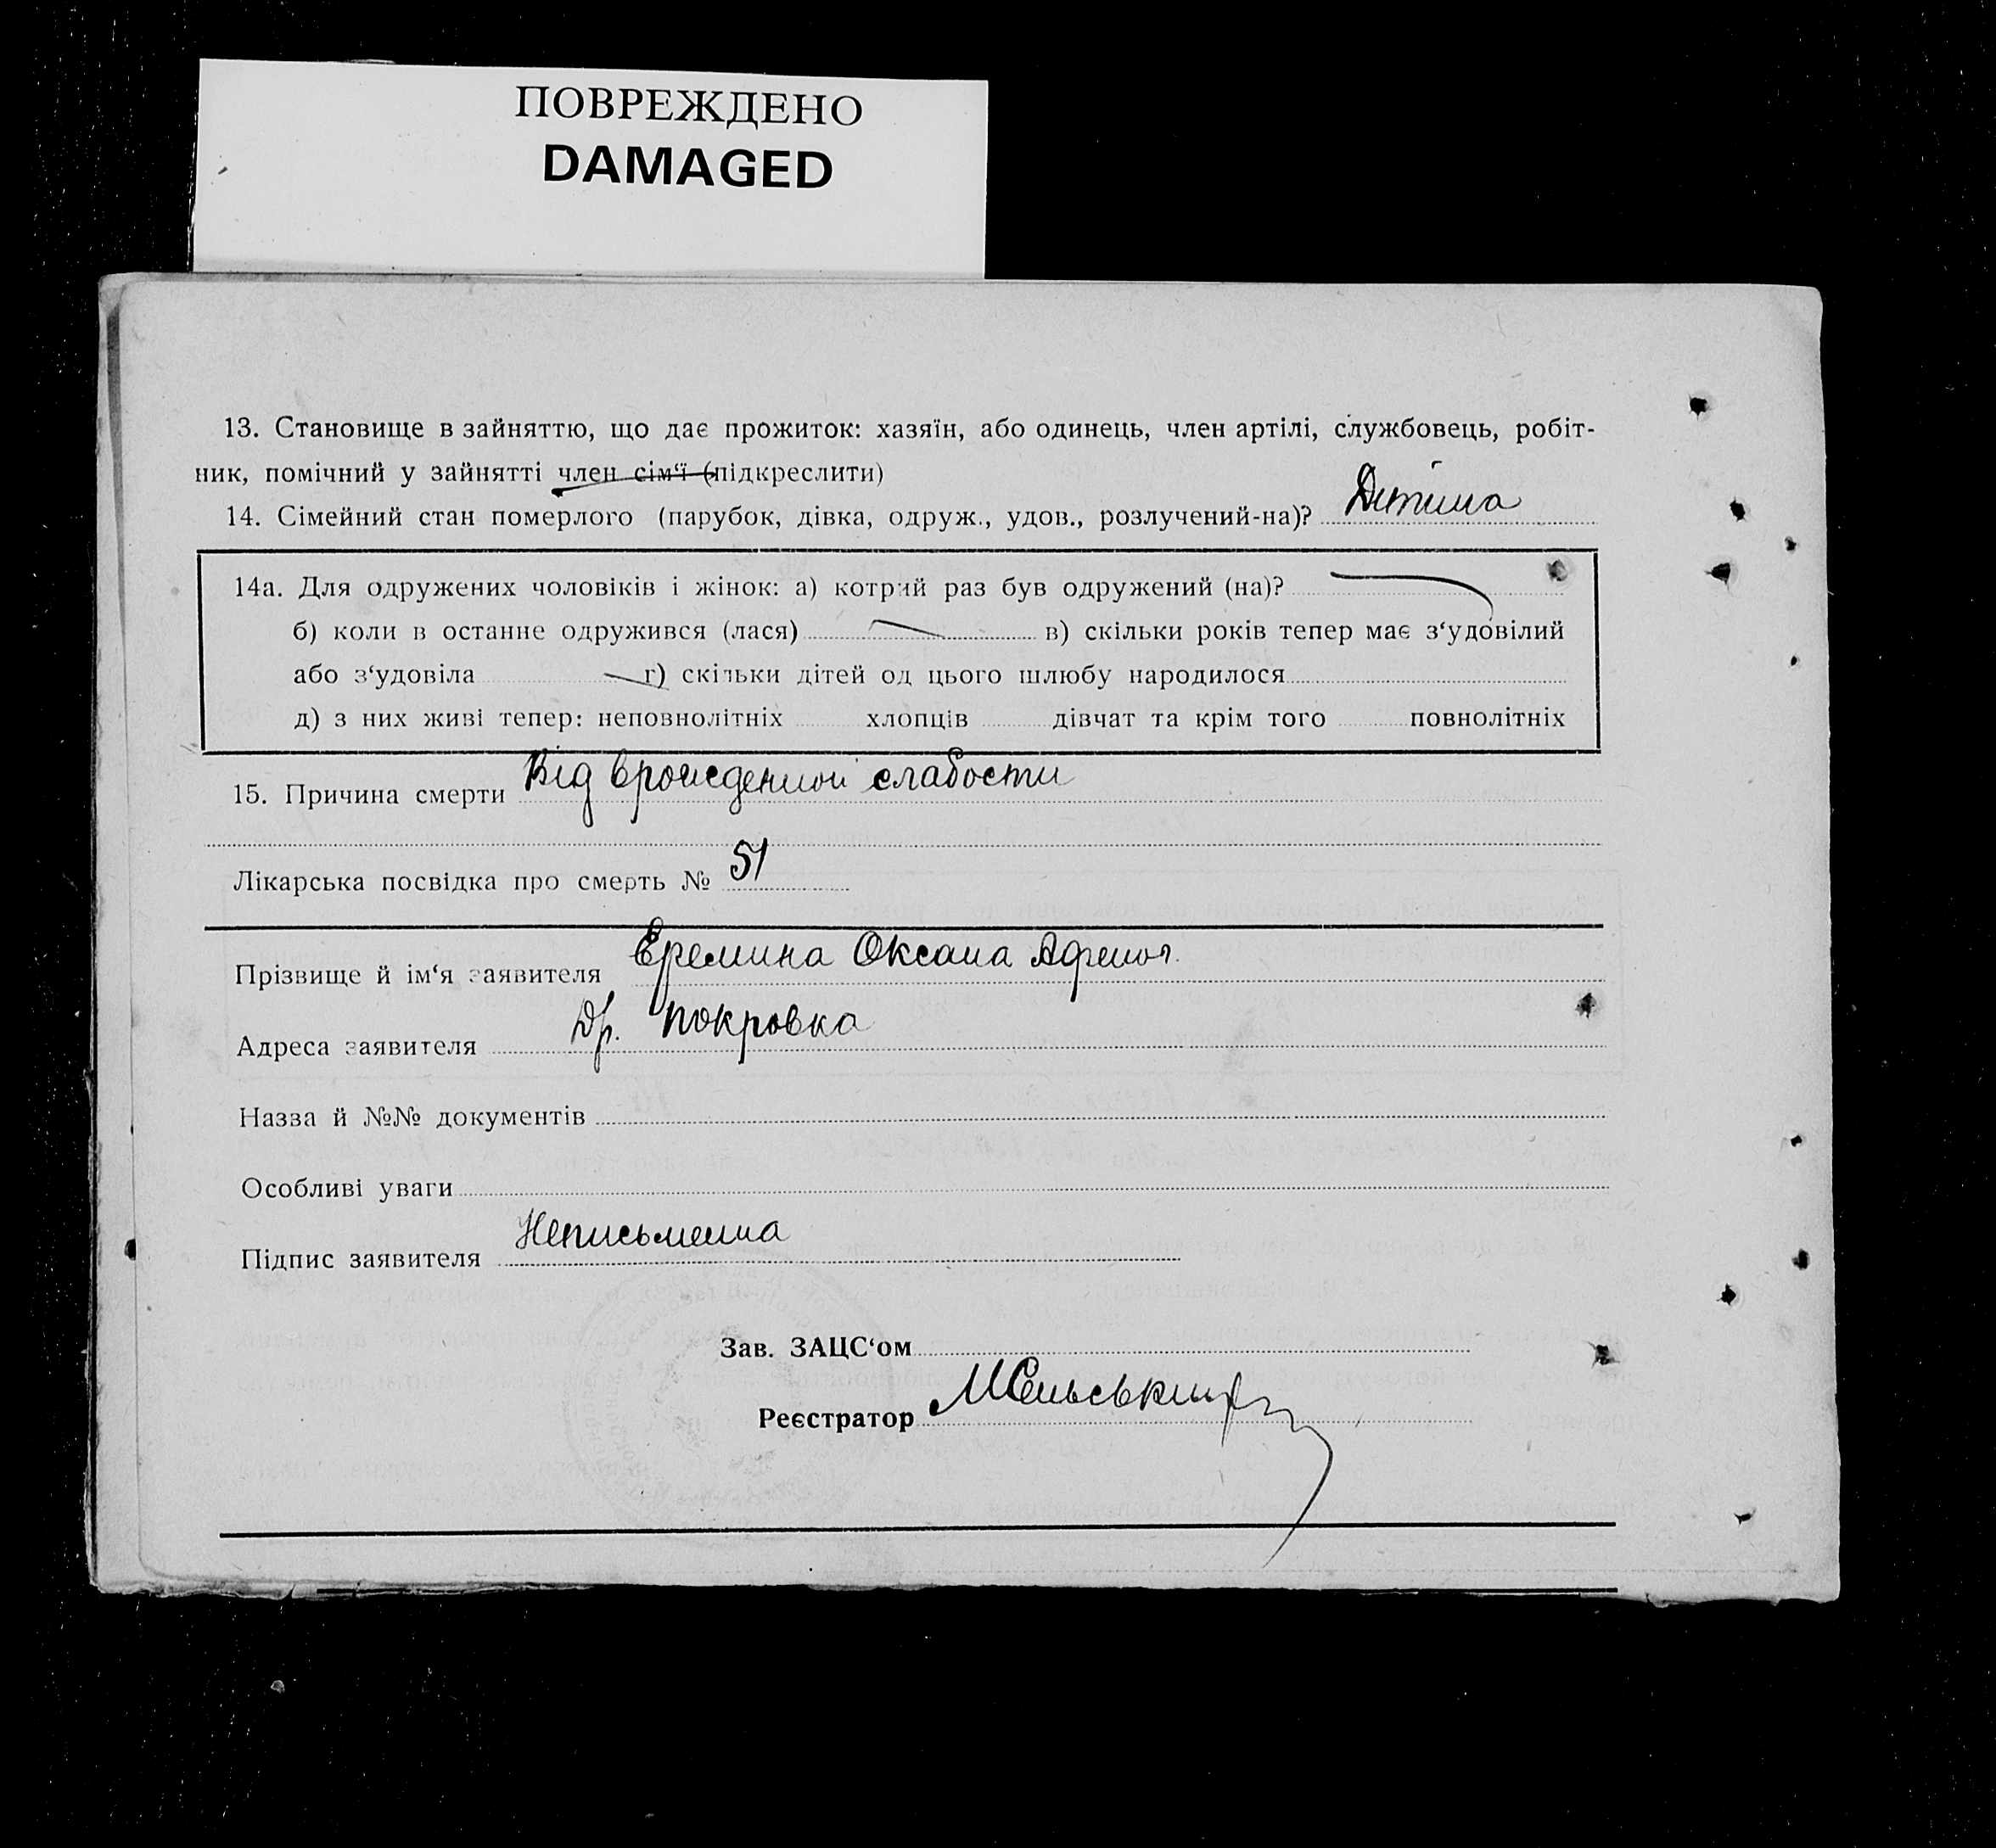 ПОВРЕЖДЕНО
DAMAGED
13. Становище в зайняттю, що дає прожиток: хазяїн, або одинець, член артілі, службовець, робіт-
ник, помічний у зайнятті член сім‘ї (підкреслити)
14. Сімейний стан померлого (парубок, дівка, одруж., удов., розлучений-на)? Дитина
14а. Для одружених чоловіків і жінок: а) котрий раз був одружений (на)?
б) коли в останнє одружився (лася) в) скільки років тепер має з‘удовілий
або з‘удовіла г) скільки дітей од цього шлюбу народилося
д) з них живі тепер: неповнолітніх хлопців дівчат та крім того повнолітніх
15. Причина смерти Від врожденной слабости
Лікарська посвідка про смерть № 51
Прізвище й ім‘я заявителя Еремина Оксана
Адреса заявителя Др. Покровка
Назва й №№ документів
Особливі уваги
Підпис заявителя Неписьменна
Зав. ЗАЦС‘ом
Реєстратор